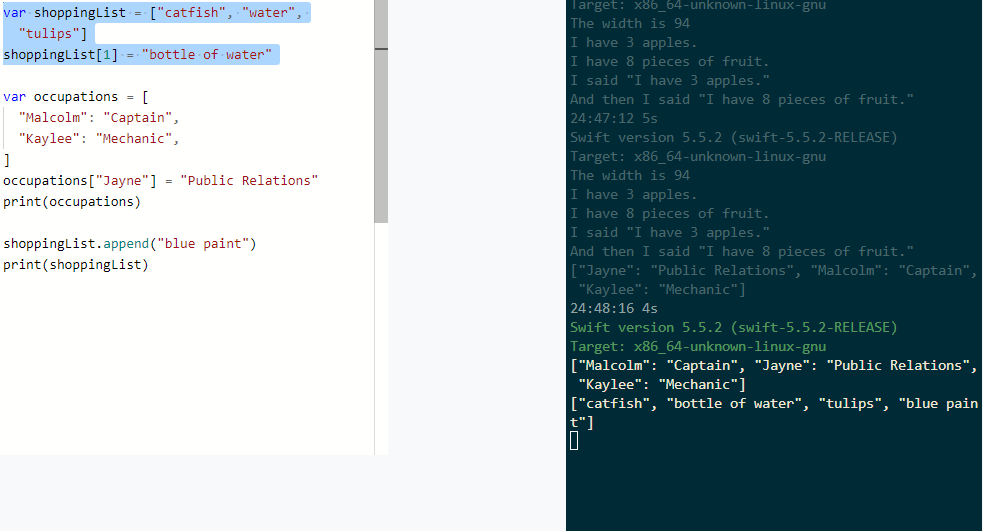 var shoppingList = ["catfish", "water",
"tulips"]
shoppingList[1] = "bottle of water"
var occupations = [
"Malcolm": "Captain",
"Kaylee": "Mechanic",
]
occupations["Jayne"] = "Public Relations"
print(occupations)
shoppingList.append("blue paint")
print(shoppingList)
Target: x86_64-unknown-linux-gnu
The width is 94
I have 3 apples.
I have 8 pieces of fruit.
I said "I have 3 apples."
And then I said "I have 8 pieces of fruit."
24:47:12 5s
Swift version 5.5.2 (swift-5.5.2-RELEASE)
Target: x86_64-unknown-linux-gnu
The width is 94
I have 3 apples.
I have 8 pieces of fruit.
I said "I have 3 apples."
And then I said "I have 8 pieces of fruit."
["Jayne": "Public Relations", "Malcolm": "Captain",
"Kaylee": "Mechanic"]
24:48:16 4s
Swift version 5.5.2 (swift-5.5.2-RELEASE)
Target: x86_64-unknown-linux-gnu
["Malcolm": "Captain", "Jayne": "Public Relations",
"Kaylee": "Mechanic"]
["catfish", "bottle of water", "tulips", "blue pain
t"]